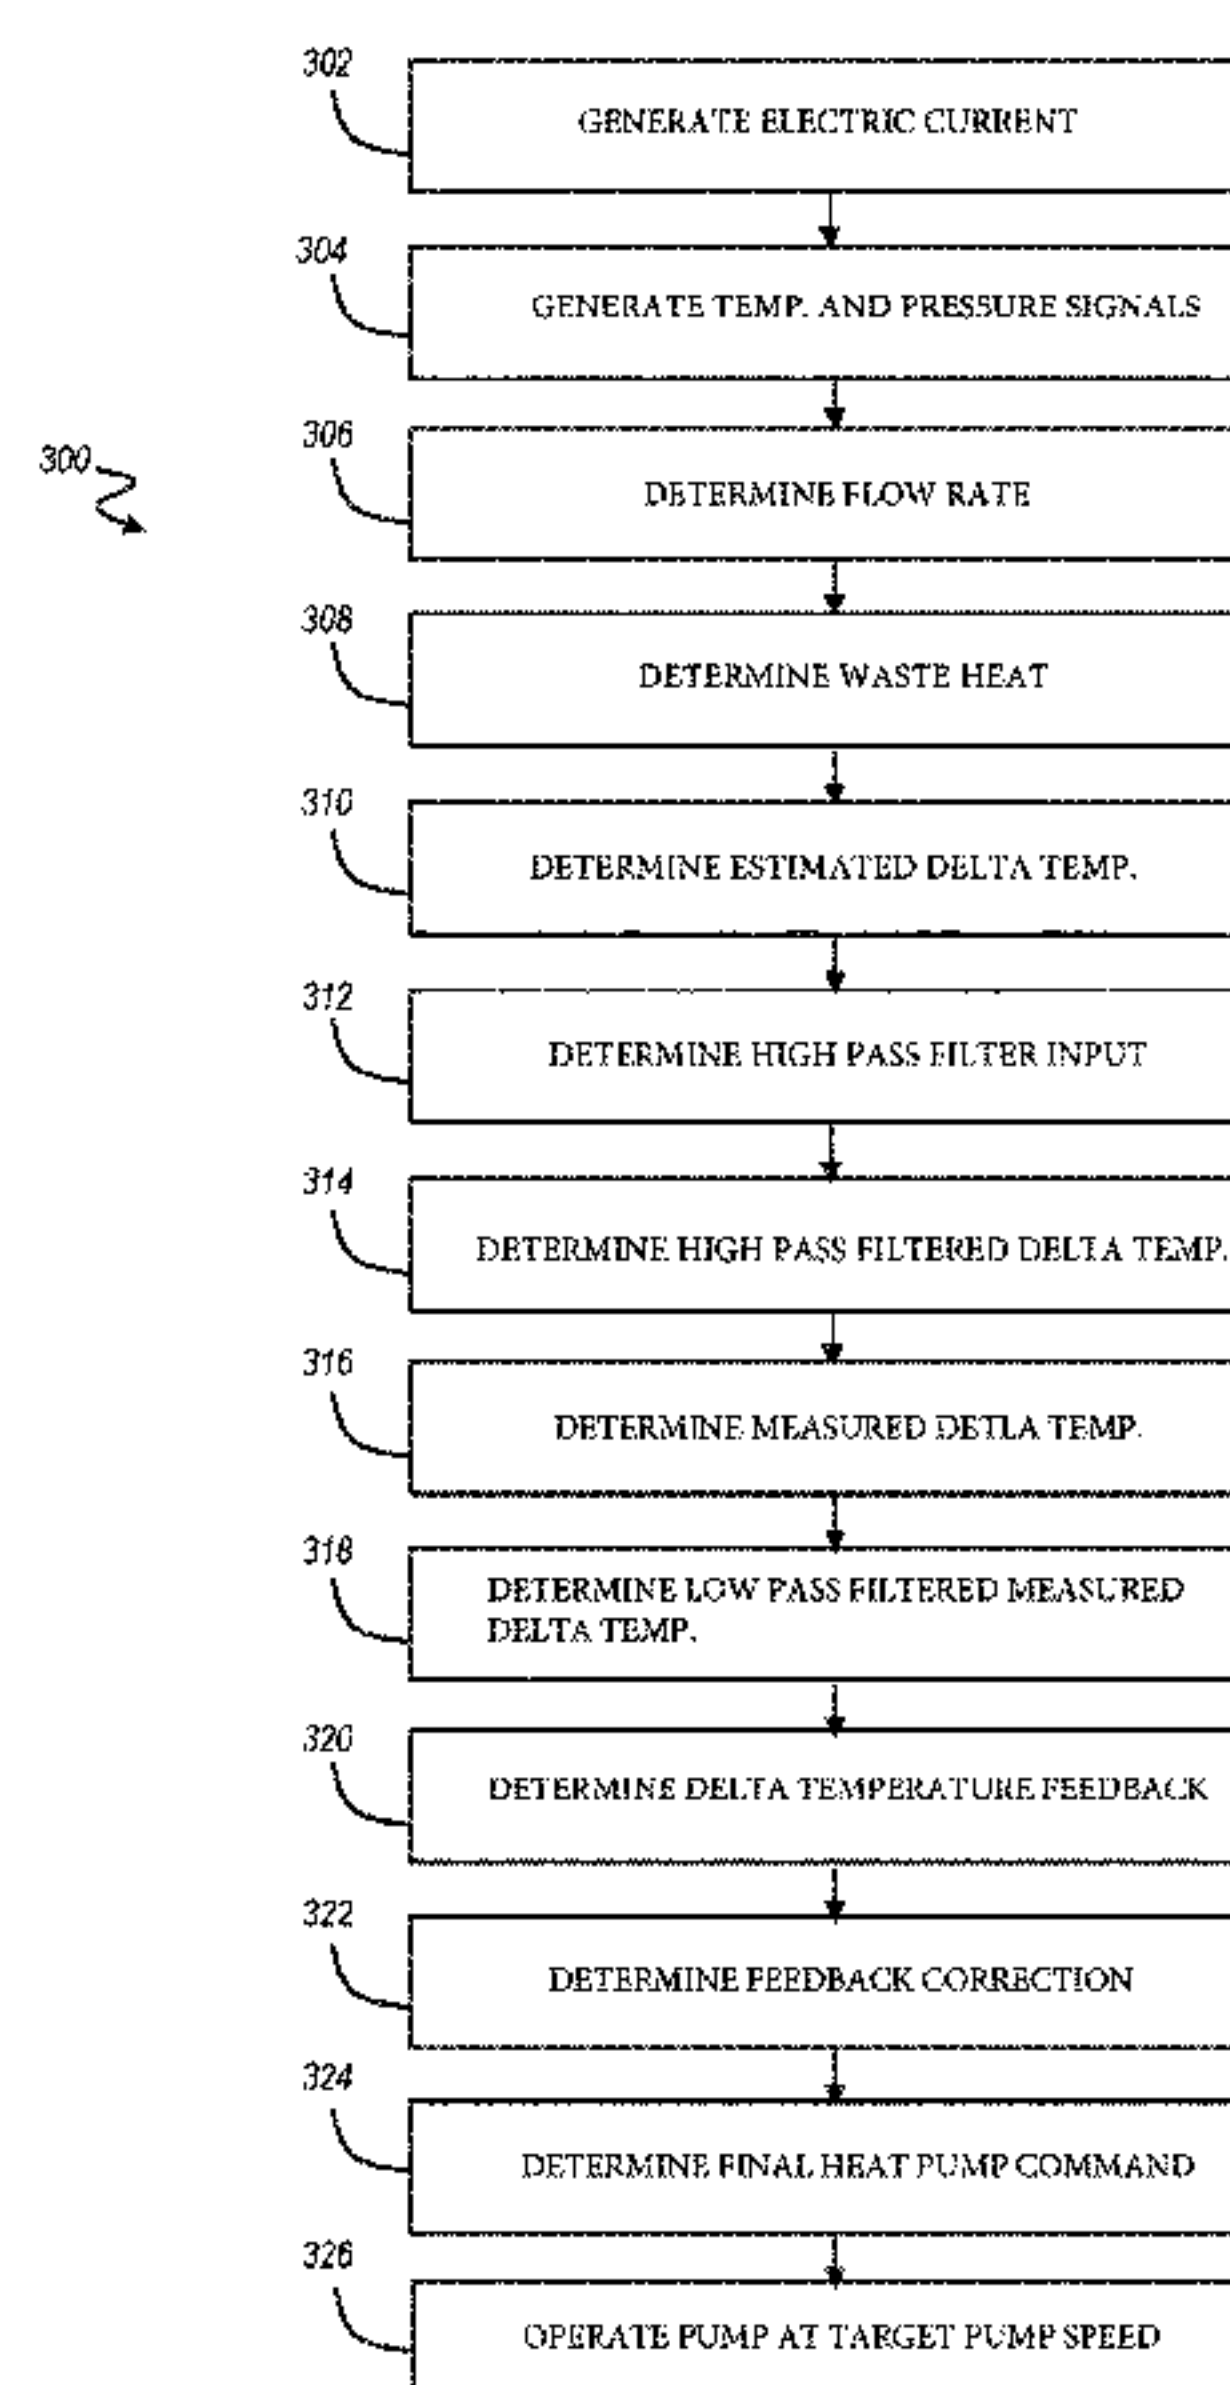 302
GENERATE ELECTRIC CURRENT
304
GENERATE TEMP. AND PRESSURE SIGNALS
306
300
DETERMINE FLOW RATE
308
DETERMINE WASTE HEAT
310
DETERMINE ESTIMATED DELTA TEMP.
312
DETERMINE HIGH PASS FILTER INPUT
314
DETERMINE HIGH PASS FILTERED DELTA TEMP.
316
DETERMINE MEASURED DETLA TEMP.
318
DETERMINE LOW PASS FILTERED MEASURED
DELTA TEMP.
320
DETERMINE DELTA TEMPERATURE FEEDBACK
322
DETERMINE FEEDBACK CORRECTION
324
DETERMINE FINAL HEAT PUMP COMMAND
326
OPERATE PUMP AT TARGET PUMP SPEED